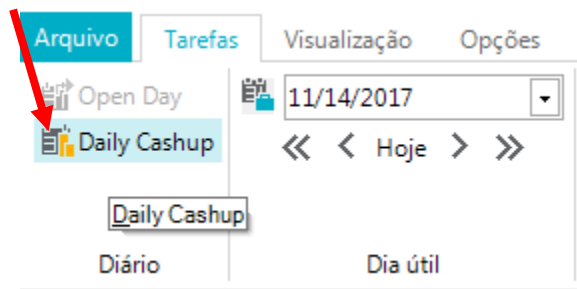 Arquivo Tarefas Visualização Opções
Open Day
11/14/2017
Daily Cashup
Hoje
Daily Cashup
Diário
Dia útil